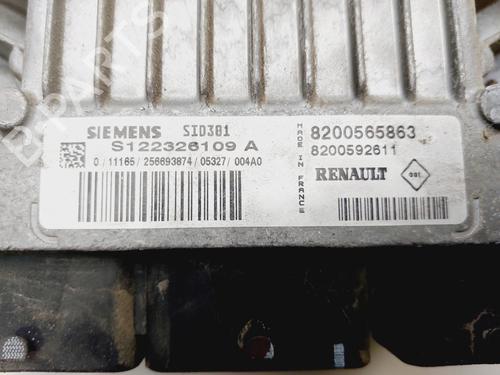 SIEMENS SID301
S122326109 A
0 / 11165 / 256693874 / 05327 / 004A0
MADE IN FRANCE
8200565863
8200592611
RENAULT